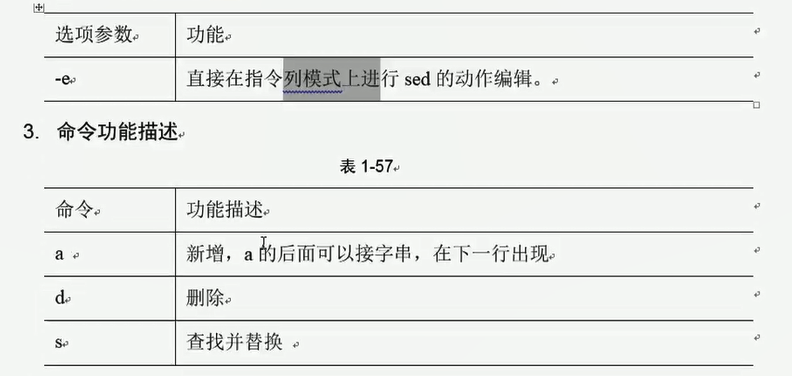 选项参数 功能
-e 直接在指令列模式上进行 sed 的动作编辑。
3. 命令功能描述
表 1-57
命令 功能描述
a 新增，a 的后面可以接字串，在下一行出现
d 删除
s 查找并替换